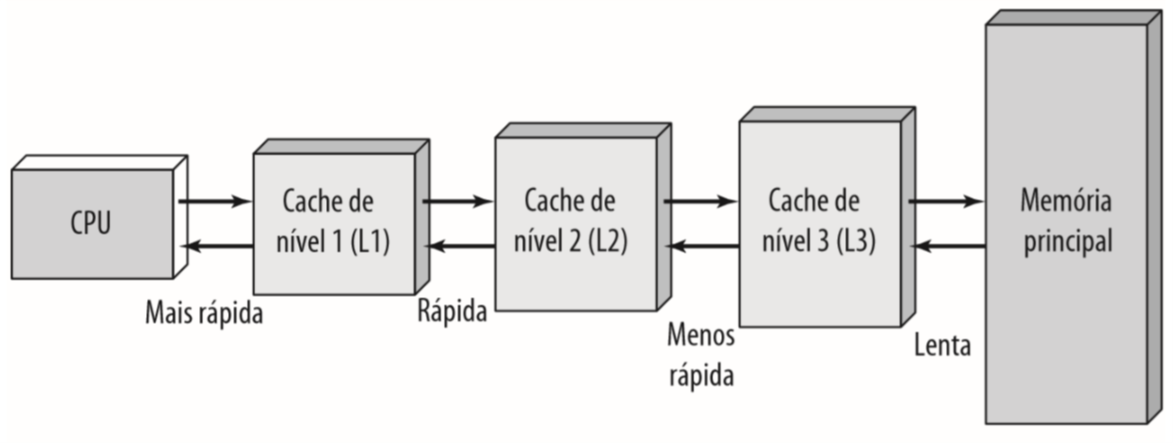 CPU
Cache de
nível 1 (L1)
Cache de
nível 2 (L2)
Cache de
nível 3 (L3)
Memória
principal
Mais rápida
Rápida
Menos
rápida
Lenta